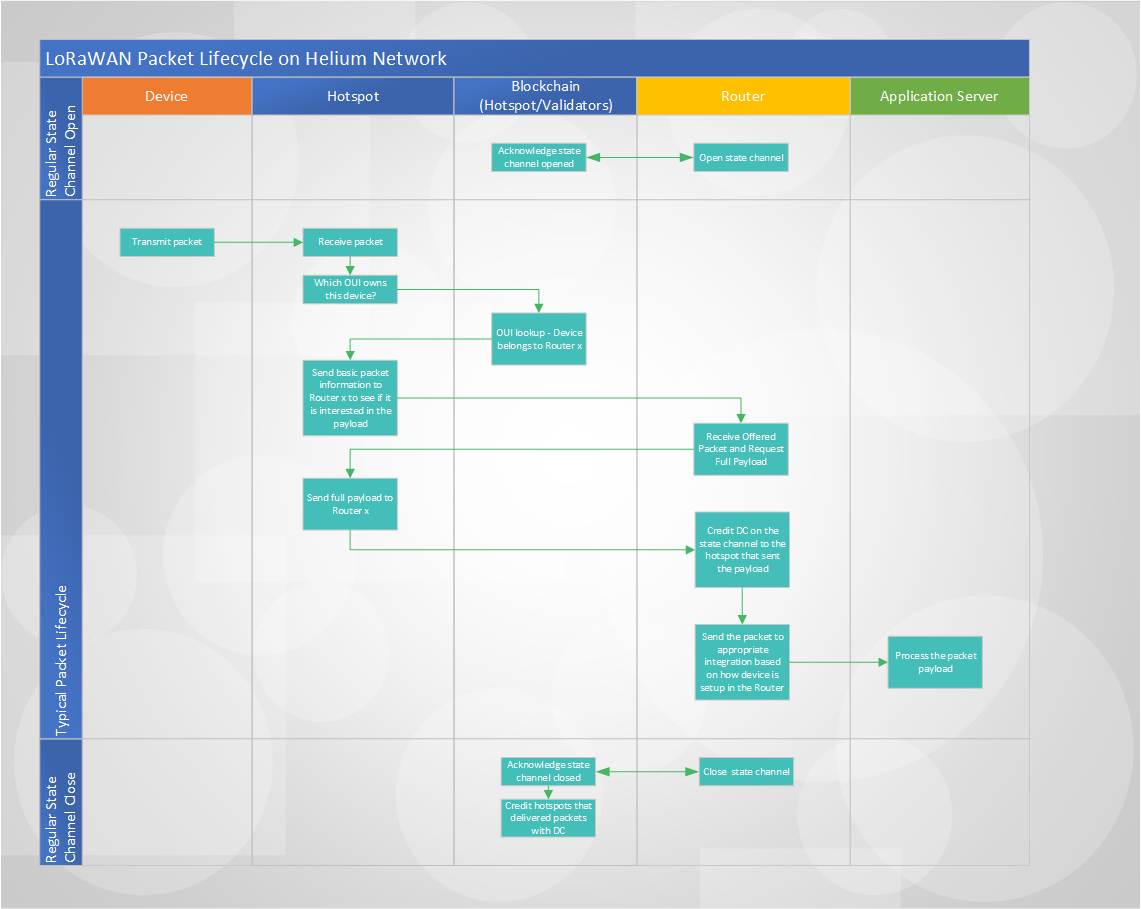 LoRaWAN Packet Lifecycle on Helium Network
Device
Hotspot
Blockchain
(Hotspot/Validators)
Router
Application Server
Regular State
Channel Open
Acknowledge state
channel opened
Open state channel
Typical Packet Lifecycle
Transmit packet
Receive packet
Which OUI owns
this device?
OUI lookup - Device
belongs to Router x
Send basic packet
information to
Router x to see if it
is interested in the
payload
Receive Offered
Packet and Request
Full Payload
Send full payload to
Router x
Credit DC on the
state channel to the
hotspot that sent
the payload
Send the packet to
appropriate
integration based
on how device is
setup in the Router
Process the packet
payload
Regular State
Channel Close
Acknowledge state
channel closed
Close state channel
Credit hotspots that
delivered packets
with DC